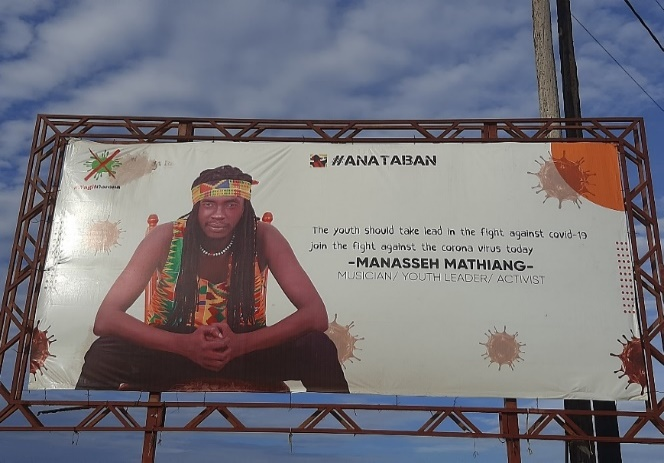 #ANATABAN
The youth should take lead in the fight against covid-19
join the fight against the corona virus today
-MANASSEH MATHIANG-
MUSICIAN/ YOUTH LEADER/ ACTIVIST